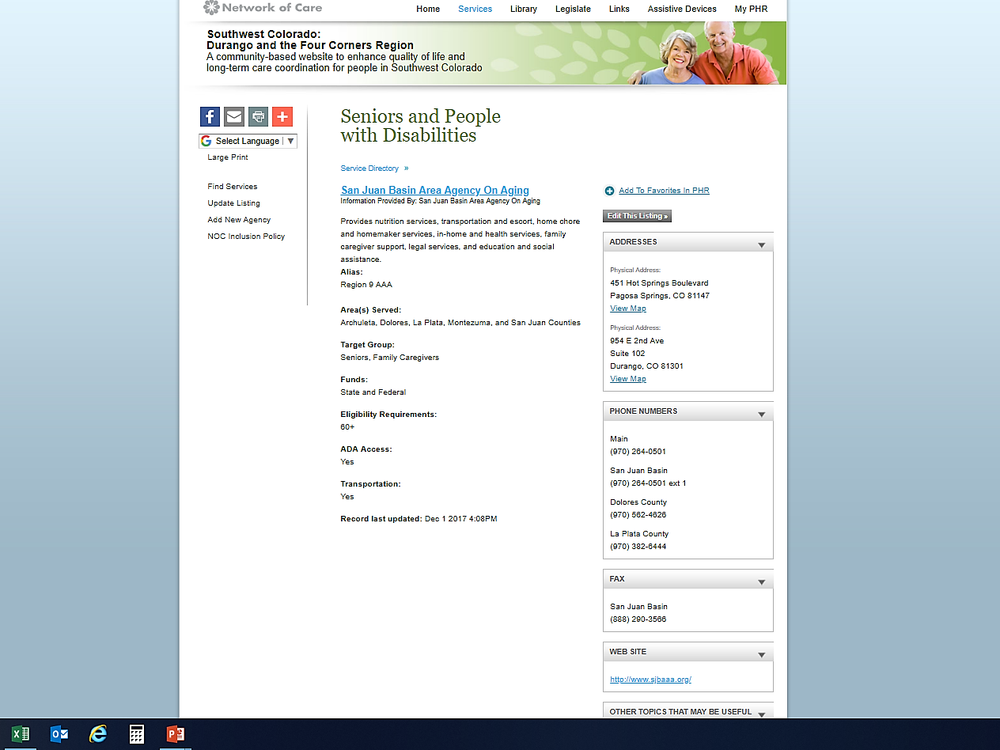 Network of Care
Home Services Library Legislate Links Assistive Devices My PHR
Southwest Colorado:
Durango and the Four Corners Region
A community-based website to enhance quality of life and
long-term care coordination for people in Southwest Colorado
Select Language ▼
Large Print
Find Services
Update Listing
Add New Agency
NOC Inclusion Policy
Seniors and People
with Disabilities
Service Directory »
San Juan Basin Area Agency On Aging
Information Provided By: San Juan Basin Area Agency On Aging
Provides nutrition services, transportation and escort, home chore
and homemaker services, in-home and health services, family
caregiver support, legal services, and education and social
assistance.
Alias:
Region 9 AAA
Area(s) Served:
Archuleta, Dolores, La Plata, Montezuma, and San Juan Counties
Target Group:
Seniors, Family Caregivers
Funds:
State and Federal
Eligibility Requirements:
60+
ADA Access:
Yes
Transportation:
Yes
Record last updated: Dec 1 2017 4:08PM
Add To Favorites In PHR
Edit This Listing »
ADDRESSES
Physical Address:
451 Hot Springs Boulevard
Pagosa Springs, CO 81147
View Map
Physical Address:
954 E 2nd Ave
Suite 102
Durango, CO 81301
View Map
PHONE NUMBERS
Main
(970) 264-0501
San Juan Basin
(970) 264-0501 ext 1
Dolores County
(970) 562-4626
La Plata County
(970) 382-6444
FAX
San Juan Basin
(888) 290-3566
WEB SITE
http://www.sjbaaa.org/
OTHER TOPICS THAT MAY BE USEFUL